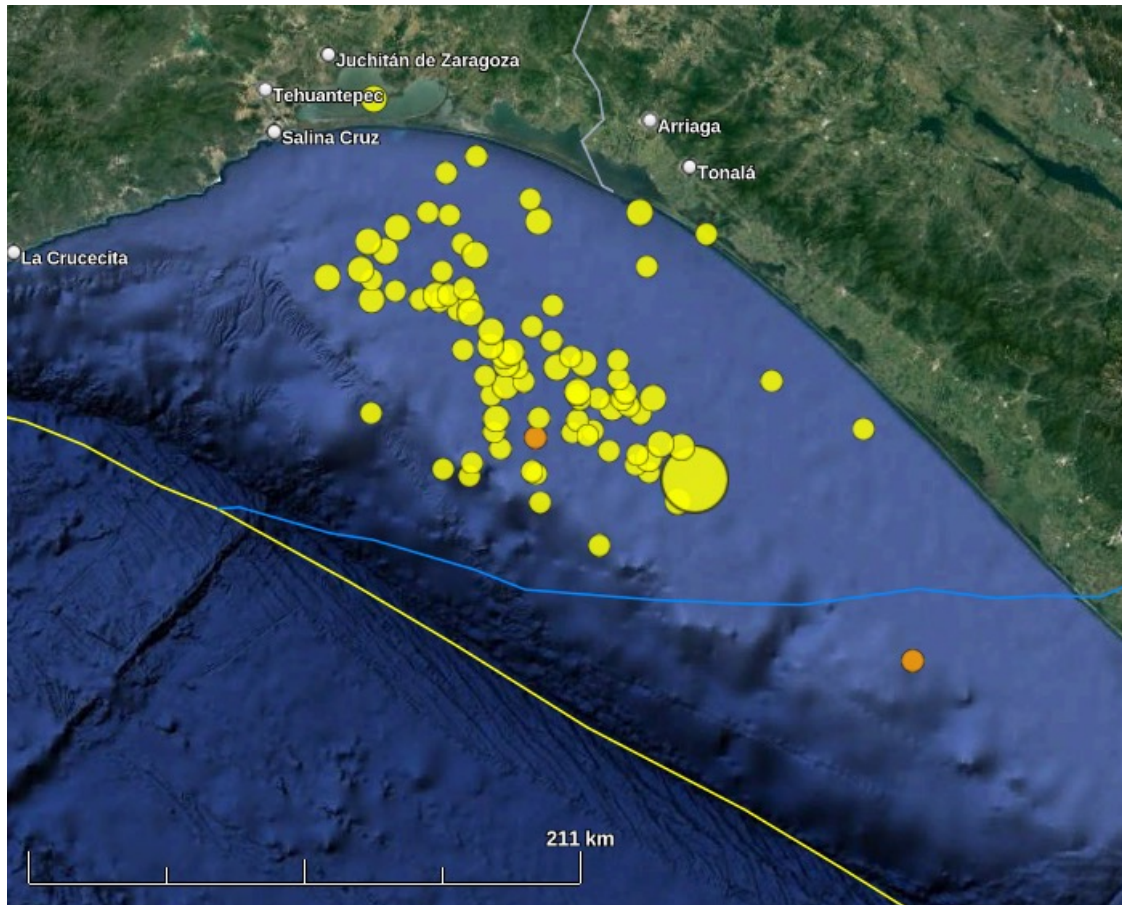 Juchitán de Zaragoza
Tehuantepec
Salina Cruz
Arriaga
Tonalá
La Crucecita
211 km